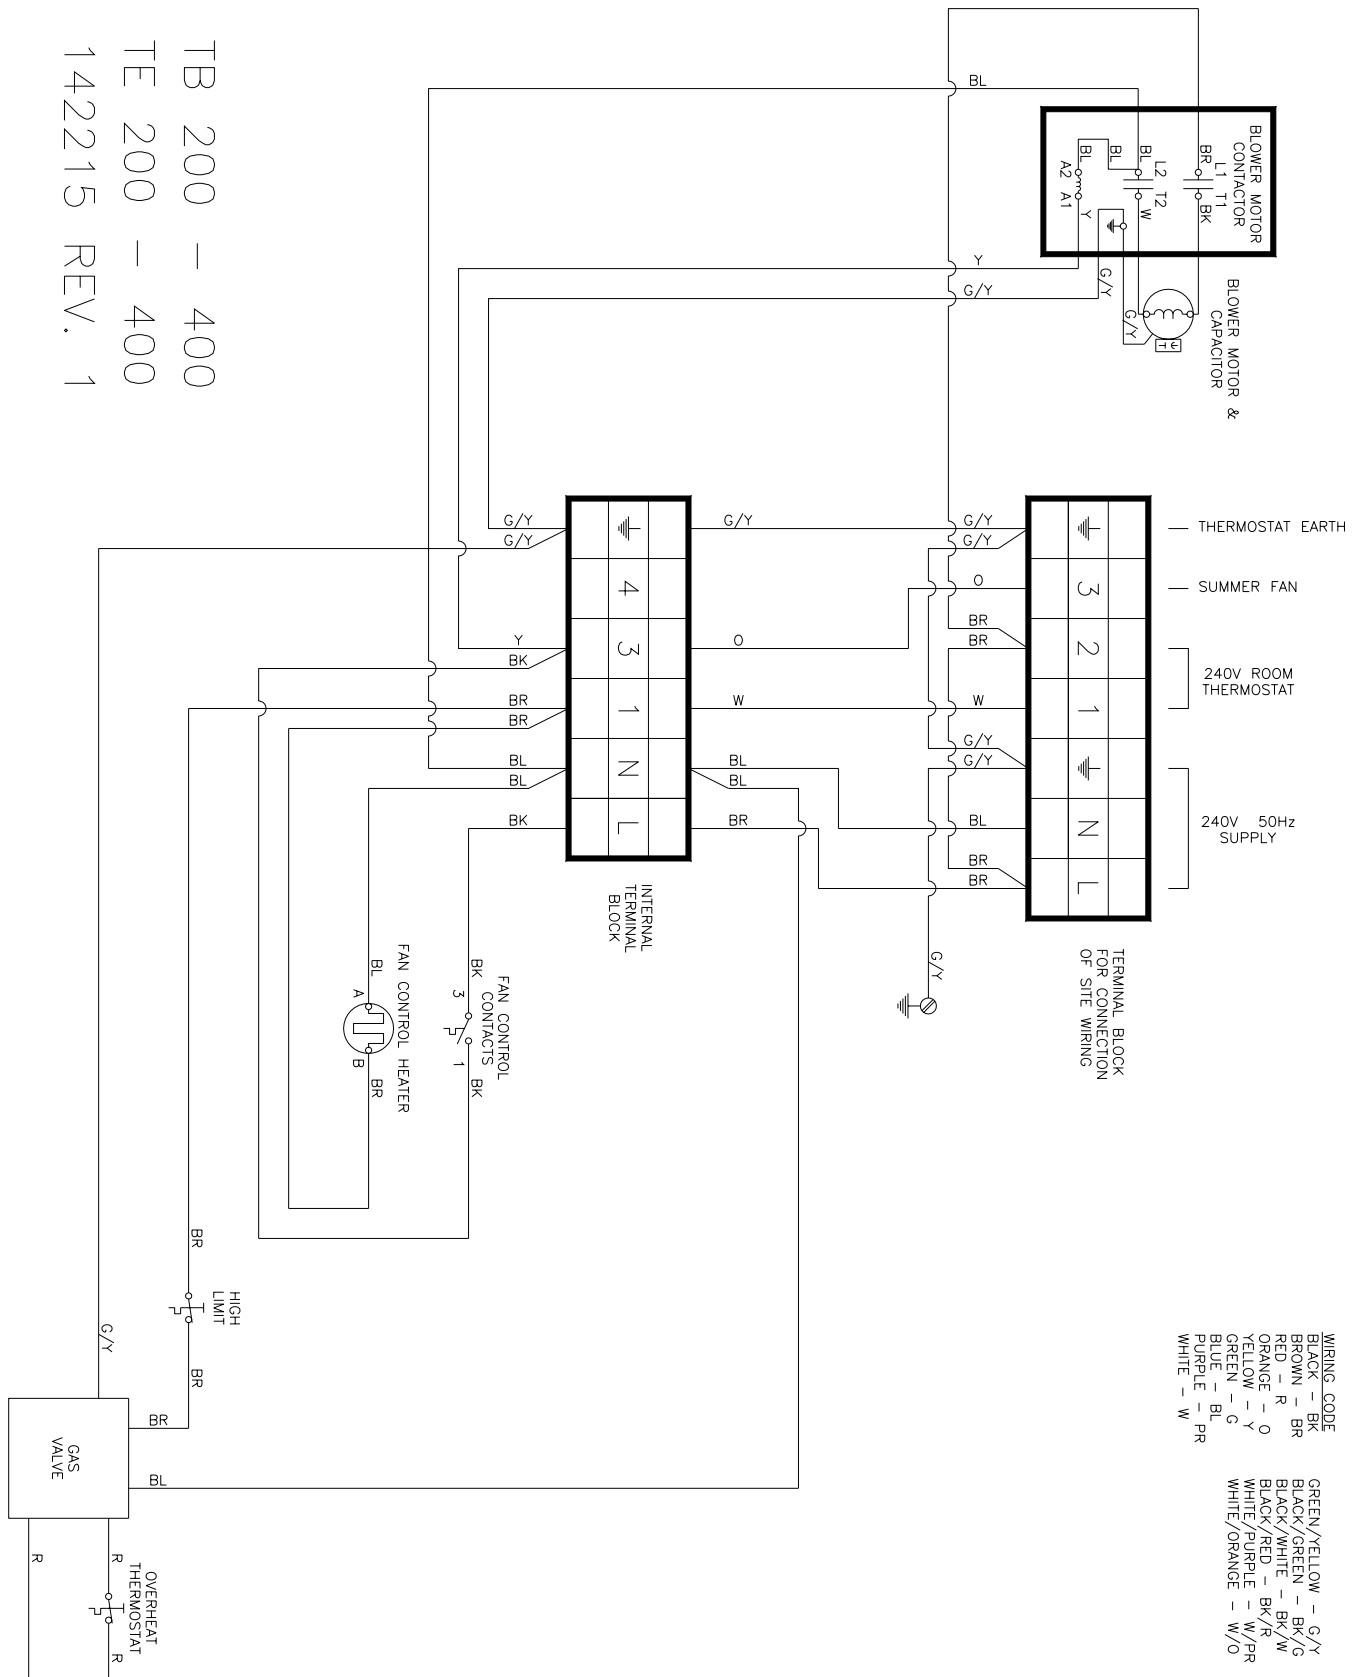 TB 200 - 400
TE 200 - 400
142215 REV. 1
BLOWER MOTOR
CONTACTOR
BR
L1 T1
BK
BL
BL
L2 T2
W
BL
BL
A2 A1
Y
G/Y
G/Y
Y
G/Y
BLOWER MOTOR &
CAPACITOR
G/Y
G/Y
G/Y
G/Y
G/Y
O
BR
BR
O
Y
BK
BR
BR
W
W
G/Y
G/Y
BL
BL
BL
BL
BL
BK
BR
BR
BR
4
3
1
N
L
3
2
1
N
L
THERMOSTAT EARTH
SUMMER FAN
240V ROOM
THERMOSTAT
240V 50Hz
SUPPLY
INTERNAL
TERMINAL
BLOCK
TERMINAL BLOCK
FOR CONNECTION
OF SITE WIRING
G/Y
FAN CONTROL
CONTACTS
BK
3
1
BK
FAN CONTROL HEATER
BL
A
B
BR
HIGH
LIMIT
BR
BR
G/Y
BR
BL
GAS
VALVE
R
R
R
OVERHEAT
THERMOSTAT
WIRING CODE
BLACK - BK
BROWN - BR
RED - R
ORANGE - O
YELLOW - Y
GREEN - G
BLUE - BL
PURPLE - PR
WHITE - W
GREEN/YELLOW - G/Y
BLACK/GREEN - BK/G
BLACK/WHITE - BK/W
BLACK/RED - BK/R
WHITE/PURPLE - W/PR
WHITE/ORANGE - W/O